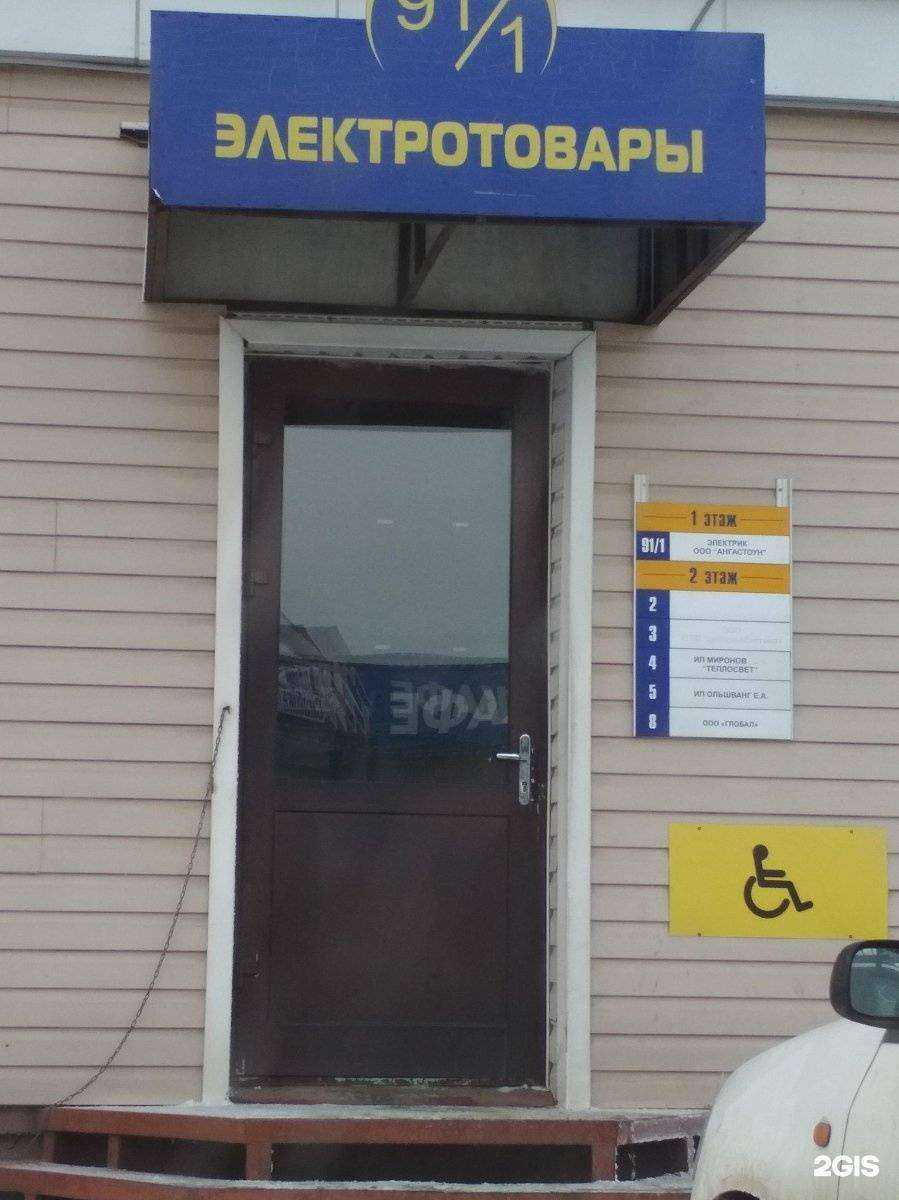 91/1
ЭЛЕКТРОТОВАРЫ
1 этаж
91/1
ЭЛЕКТРИК
ООО "АНГАСТОУН"
2 этаж
2
3
4
ИП МИРОНОВ
"ТЕПЛОСВЕТ"
5
ИП ОЛЬШВАНГ Е.А.
8
ООО «ГЛОБАЛ»
АФЕ
2GIS